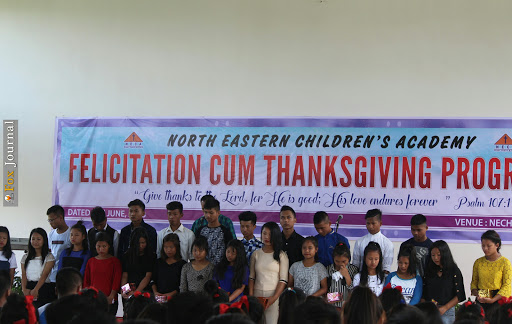 NORTH EASTERN CHILDREN'S ACADEMY
FELICITATION CUM THANKSGIVING PROGR
"Give thanks to the Lord, for He is good; His love endures forever " Psalm 107:1
DATED JUNE,
VENUE : NECH
Journal